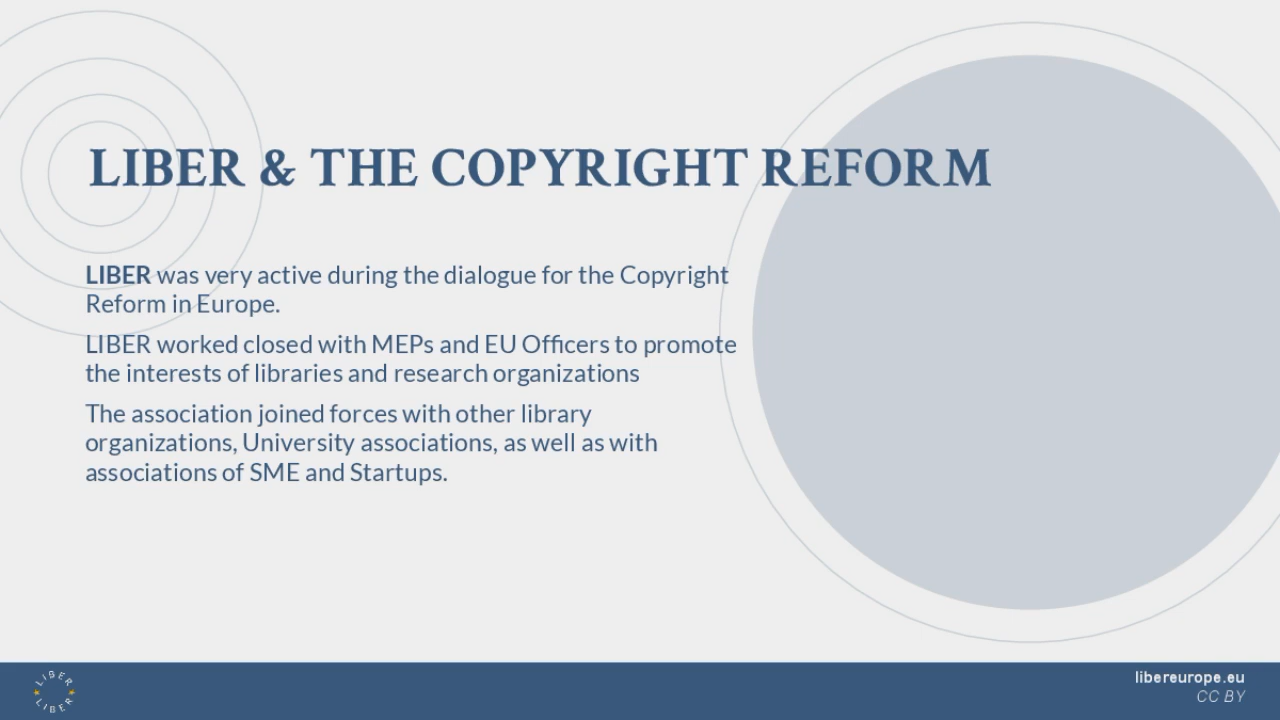 LIBER & THE COPYRIGHT REFORM
LIBER was very active during the dialogue for the Copyright
Reform in Europe.
LIBER worked closed with MEPs and EU Officers to promote
the interests of libraries and research organizations
The association joined forces with other library
organizations, University associations, as well as with
associations of SME and Startups.
LIBER
LIBER
libereurope.eu
CC BY